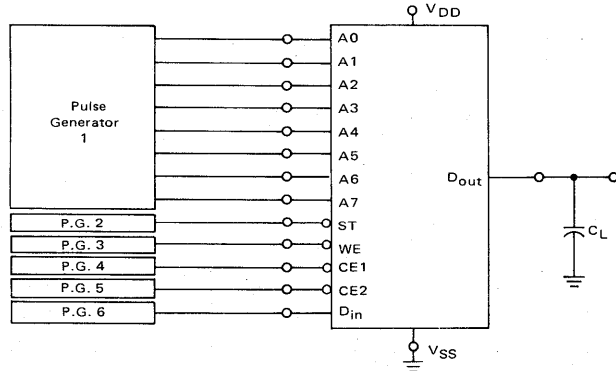 VDD
Pulse
Generator
1
A0
A1
A2
A3
A4
A5
A6
A7
Dout
CL
P.G. 2
ST
P.G. 3
WE
P.G. 4
CE1
P.G. 5
CE2
P.G. 6
Din
VSS